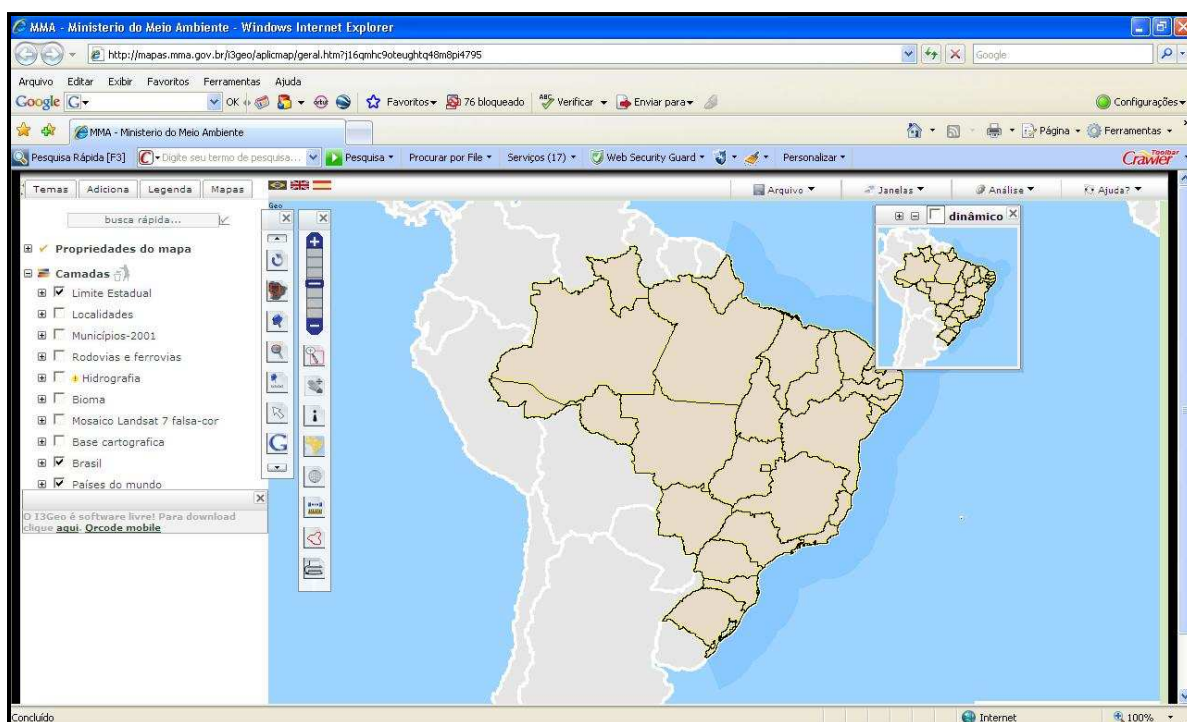 MMA - Ministerio do Meio Ambiente - Windows Internet Explorer
http://mapas.mma.gov.br/i3geo/aplicmap/geral.htm?j16qmhc9oteughtq48m8pi4795
Google
Arquivo Editar Exibir Favoritos Ferramentas Ajuda
Google G OK Favoritos 76 bloqueado ABC Verificar Enviar para Configurações
MMA - Ministerio do Meio Ambiente Página Ferramentas
Pesquisa Rápida [F3] Digite seu termo de pesquisa... Pesquisa Procurar por File Serviços (17) Web Security Guard Personalizar Crawler Toolbar
Temas Adiciona Legenda Mapas Arquivo Janelas Análise Ajuda?
Geo
busca rápida...
dinâmico
Propriedades do mapa
Camadas
Limite Estadual
Localidades
Municípios-2001
Rodovias e ferrovias
Hidrografia
Bioma
Mosaico Landsat 7 falsa-cor
Base cartografica
G
Brasil
Países do mundo
O I3Geo é software livre! Para download
clique aqui. Qrcode mobile
Concluído Internet 100%